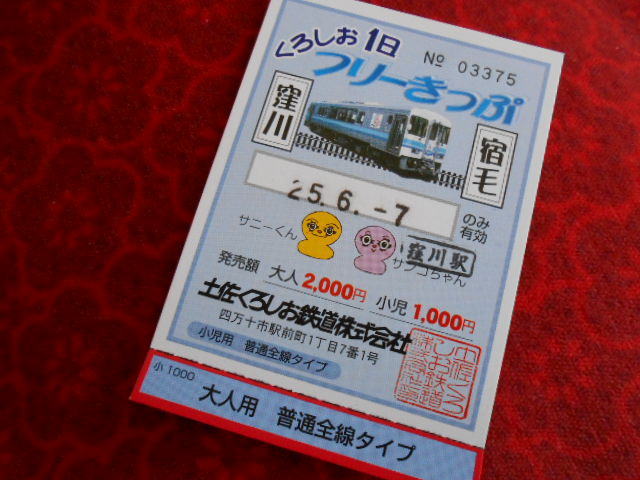 くろしお1日
№ 03375
フリーきっぷ
窪川
宿毛
25.6.-7
のみ
有効
サニーくん
サンゴちゃん
窪川駅
発売額 大人2,000円 小児1,000円
土佐くろしお鉄道株式会社
四万十市駅前町1丁目7番1号
小児用 普通全線タイプ
小1000
大人用 普通全線タイプ